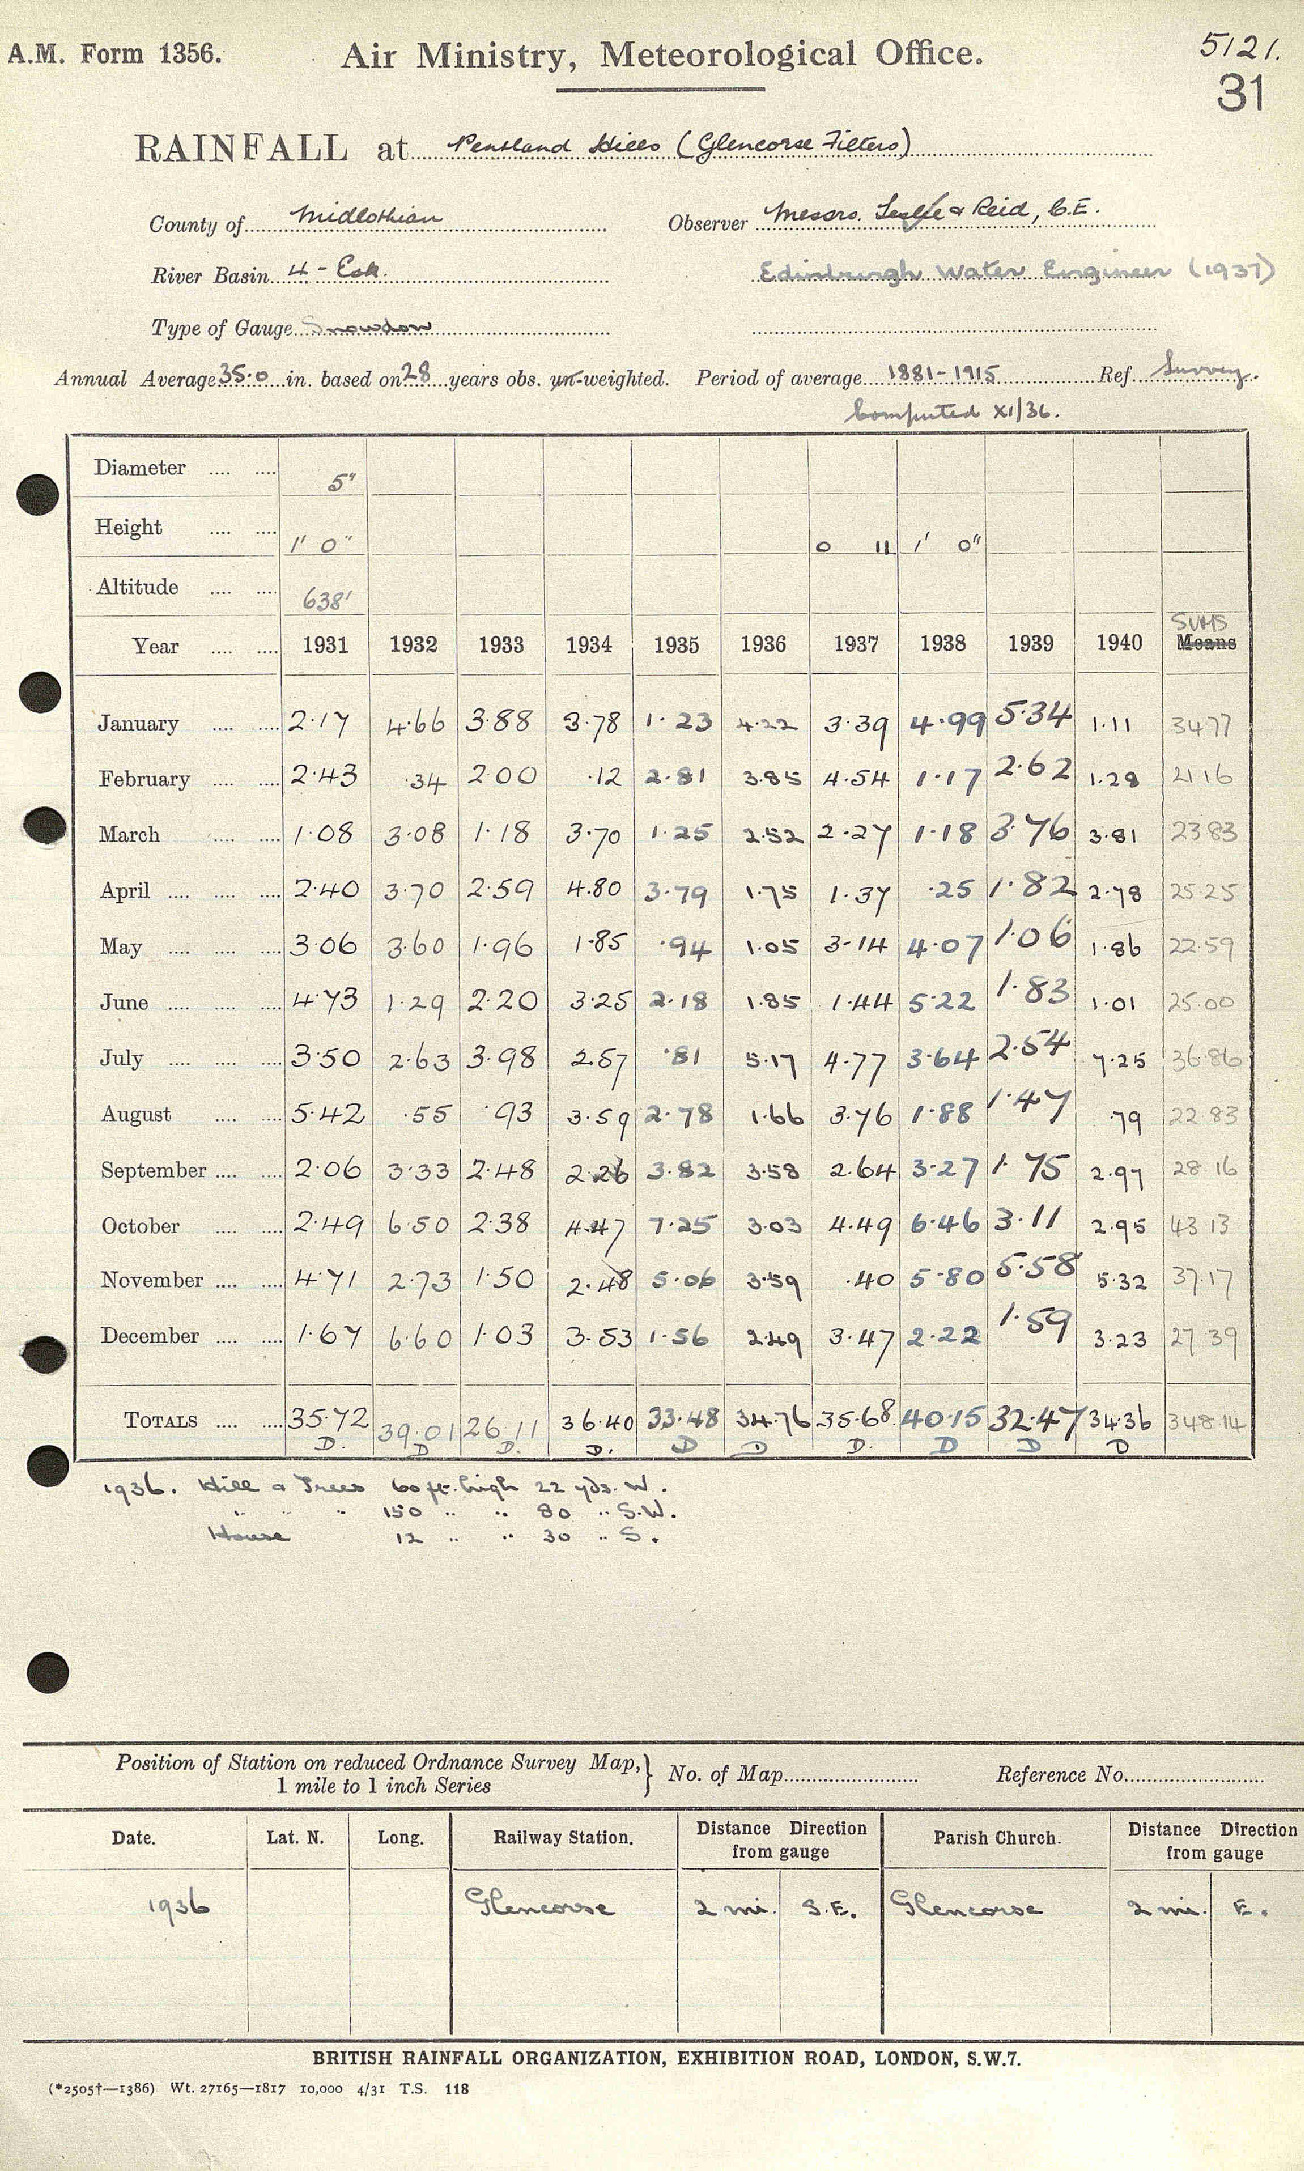 A.M. Form 1356. Air Ministry, Meteorological Office. 5121.
31
RAINFALL at Pentland Hills (Glencorse Filters)
County of Midlothian Observer Messrs. Leslie & Reid, C.E.
River Basin 4 - Esk. Edinburgh Water Engineer (1937)
Type of Gauge Snowdon
Annual Average 35.0 in. based on 28 years obs. un-weighted. Period of average 1881-1915 Ref. Survey.
Computed XI/36.
Diameter .... .... 5"
Height .... .... 1' 0" 0 11 1' 0"
Altitude .... .... 638'
SUMS
Year .... .... 1931 1932 1933 1934 1935 1936 1937 1938 1939 1940 Means
January .... .... 2.17 4.66 3.88 3.78 1.23 4.22 3.39 4.99 5.34 1.11 34.77
February .... .... 2.43 .34 2.00 .12 2.81 3.85 4.54 1.17 2.62 1.28 21.16
March .... .... 1.08 3.08 1.18 3.70 1.25 2.52 2.27 1.18 3.76 3.81 23.83
April .... .... .... 2.40 3.70 2.59 4.80 3.79 1.75 1.37 .25 1.82 2.78 25.25
May .... .... .... 3.06 3.60 1.96 1.85 .94 1.05 3.14 4.07 1.06 1.86 22.59
June .... .... .... 4.73 1.29 2.20 3.25 2.18 1.85 1.44 5.22 1.83 1.01 25.00
July .... .... .... 3.50 2.63 3.98 2.57 .81 5.17 4.77 3.64 2.54 7.25 36.86
August .... .... 5.42 .55 .93 3.59 2.78 1.66 3.76 1.88 1.47 .79 22.83
September .... .... 2.06 3.33 2.48 2.26 3.82 3.58 2.64 3.27 1.75 2.97 28.16
October .... .... 2.49 6.50 2.38 4.47 7.25 3.03 4.49 6.46 3.11 2.95 43.13
November .... .... 4.71 2.73 1.50 2.48 5.06 3.59 .40 5.80 5.58 5.32 37.17
December .... .... 1.67 6.60 1.03 3.53 1.56 2.49 3.47 2.22 1.59 3.23 27.39
TOTALS .... .... 35.72 39.01 26.11 36.40 33.48 34.76 35.68 40.15 32.47 34.36 348.14
D. D D. D. D D D. D D D
1936. Hill & Trees 60 ft. high 22 yds. W.
" " " 150 " " 80 " S.W.
House 12 " " 30 " S.
Position of Station on reduced Ordnance Survey Map, 1 mile to 1 inch Series } No. of Map Reference No.
Date. Lat. N. Long. Railway Station. Distance Direction from gauge Parish Church. Distance Direction from gauge
1936 Glencorse 2 mi. S.E. Glencorse 2 mi. E.
BRITISH RAINFALL ORGANIZATION, EXHIBITION ROAD, LONDON, S.W.7.
(*2505†—1386) Wt. 27165—1817 10,000 4/31 T.S. 118